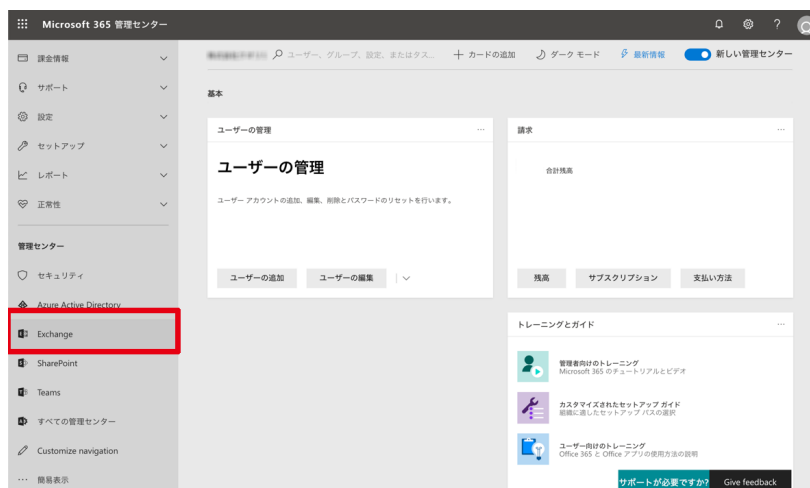 Microsoft 365 管理センター
?
課金情報
サポート
設定
セットアップ
レポート
正常性
管理センター
セキュリティ
Azure Active Directory
Exchange
SharePoint
Teams
すべての管理センター
Customize navigation
簡易表示
ユーザー、グループ、設定、またはタス...
カードの追加
ダーク モード
最新情報
新しい管理センター
基本
ユーザーの管理
ユーザーの管理
ユーザー アカウントの追加、編集、削除とパスワードのリセットを行います。
ユーザーの追加
ユーザーの編集
請求
合計残高
残高
サブスクリプション
支払い方法
トレーニングとガイド
管理者向けのトレーニング
Microsoft 365 のチュートリアルとビデオ
カスタマイズされたセットアップ ガイド
組織に適したセットアップ パスの選択
ユーザー向けのトレーニング
Office 365 と Office アプリの使用方法の説明
サポートが必要ですか?
Give feedback